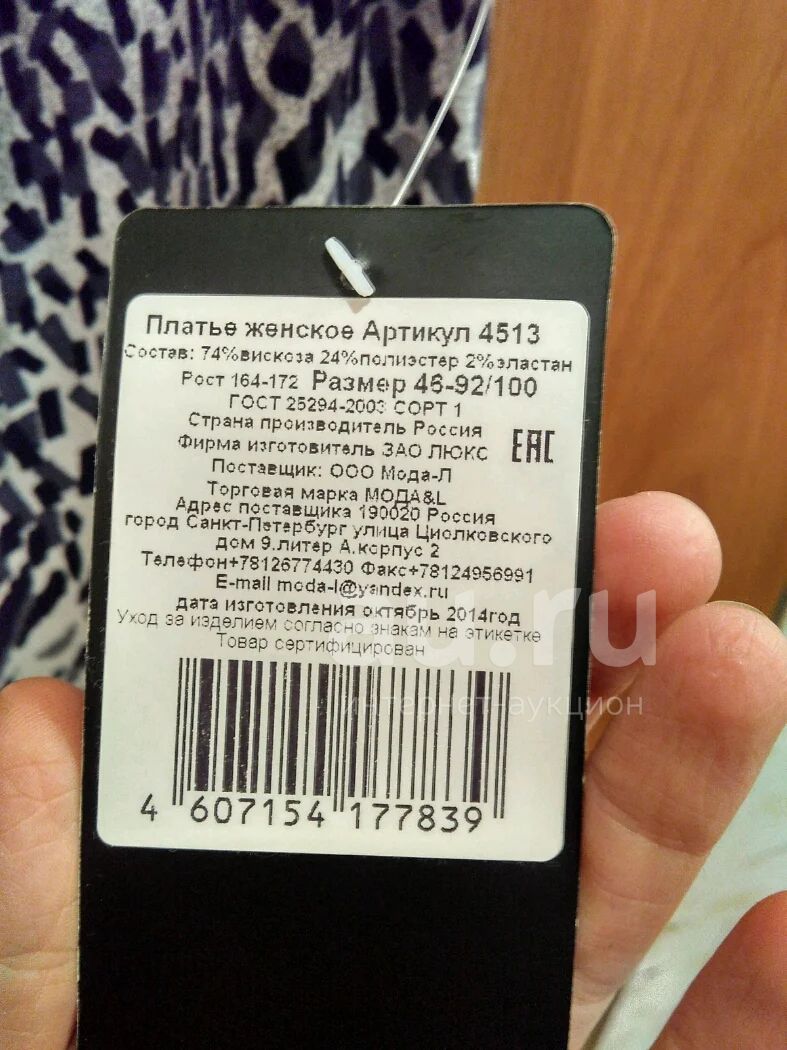 Платье женское Артикул 4513
Состав: 74%вискоза 24%полиэстер 2%эластан
Рост 164-172 Размер 46-92/100
ГОСТ 25294-2003 СОРТ 1
Страна производитель Россия
Фирма изготовитель ЗАО ЛЮКС
EAC
Поставщик: ООО Мода-Л
Торговая марка МОДА&L
Адрес поставщика 190020 Россия
город Санкт-Петербург улица Циолковского
дом 9.литер А.корпус 2
Телефон+78126774430 Факс+78124956991
E-mail moda-l@yandex.ru
дата изготовления октябрь 2014год
Уход за изделием согласно знакам на этикетке
Товар сертифицирован
4 607154 177839
u.ru
интернет-аукцион